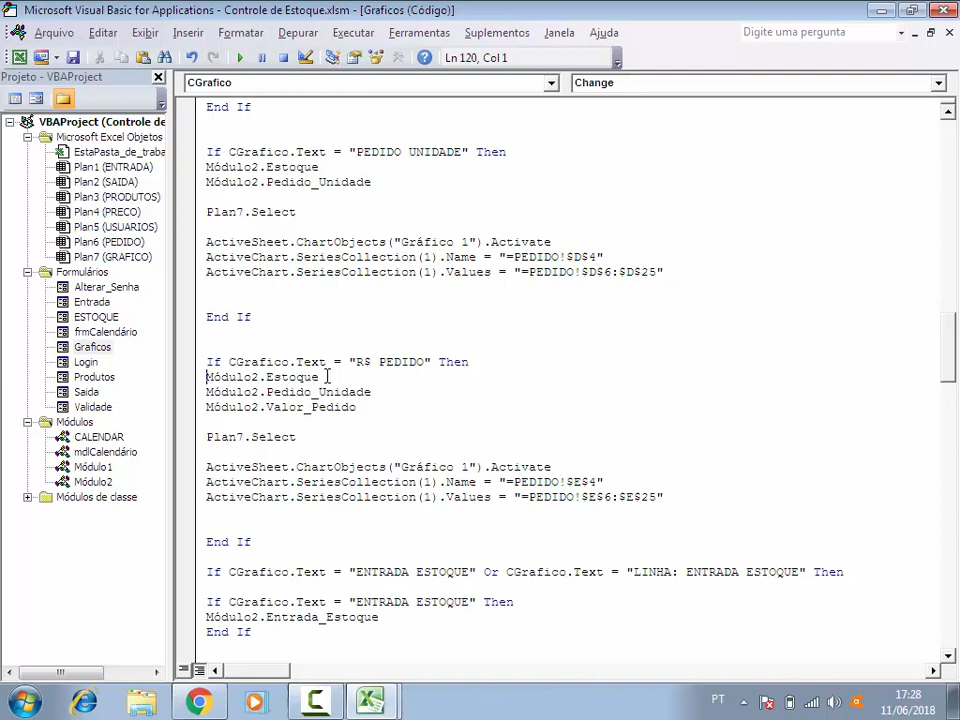 Microsoft Visual Basic for Applications - Controle de Estoque.xlsm - [Graficos (Código)]
Arquivo Editar Exibir Inserir Formatar Depurar Executar Ferramentas Suplementos Janela Ajuda
Digite uma pergunta
Ln 120, Col 1
Projeto - VBAProject
CGrafico
Change
VBAProject (Controle de
Microsoft Excel Objetos
EstaPasta_de_traba
Plan1 (ENTRADA)
Plan2 (SAIDA)
Plan3 (PRODUTOS)
Plan4 (PRECO)
Plan5 (USUARIOS)
Plan6 (PEDIDO)
Plan7 (GRAFICO)
Formulários
Alterar_Senha
Entrada
ESTOQUE
frmCalendário
Graficos
Login
Produtos
Saida
Validade
Módulos
CALENDAR
mdlCalendário
Módulo1
Módulo2
Módulos de classe
End If
If CGrafico.Text = "PEDIDO UNIDADE" Then
Módulo2.Estoque
Módulo2.Pedido_Unidade
Plan7.Select
ActiveSheet.ChartObjects("Gráfico 1").Activate
ActiveChart.SeriesCollection(1).Name = "=PEDIDO!$D$4"
ActiveChart.SeriesCollection(1).Values = "=PEDIDO!$D$6:$D$25"
End If
If CGrafico.Text = "R$ PEDIDO" Then
Módulo2.Estoque
Módulo2.Pedido_Unidade
Módulo2.Valor_Pedido
Plan7.Select
ActiveSheet.ChartObjects("Gráfico 1").Activate
ActiveChart.SeriesCollection(1).Name = "=PEDIDO!$E$4"
ActiveChart.SeriesCollection(1).Values = "=PEDIDO!$E$6:$E$25"
End If
If CGrafico.Text = "ENTRADA ESTOQUE" Or CGrafico.Text = "LINHA: ENTRADA ESTOQUE" Then
If CGrafico.Text = "ENTRADA ESTOQUE" Then
Módulo2.Entrada_Estoque
End If
PT
17:28
11/06/2018